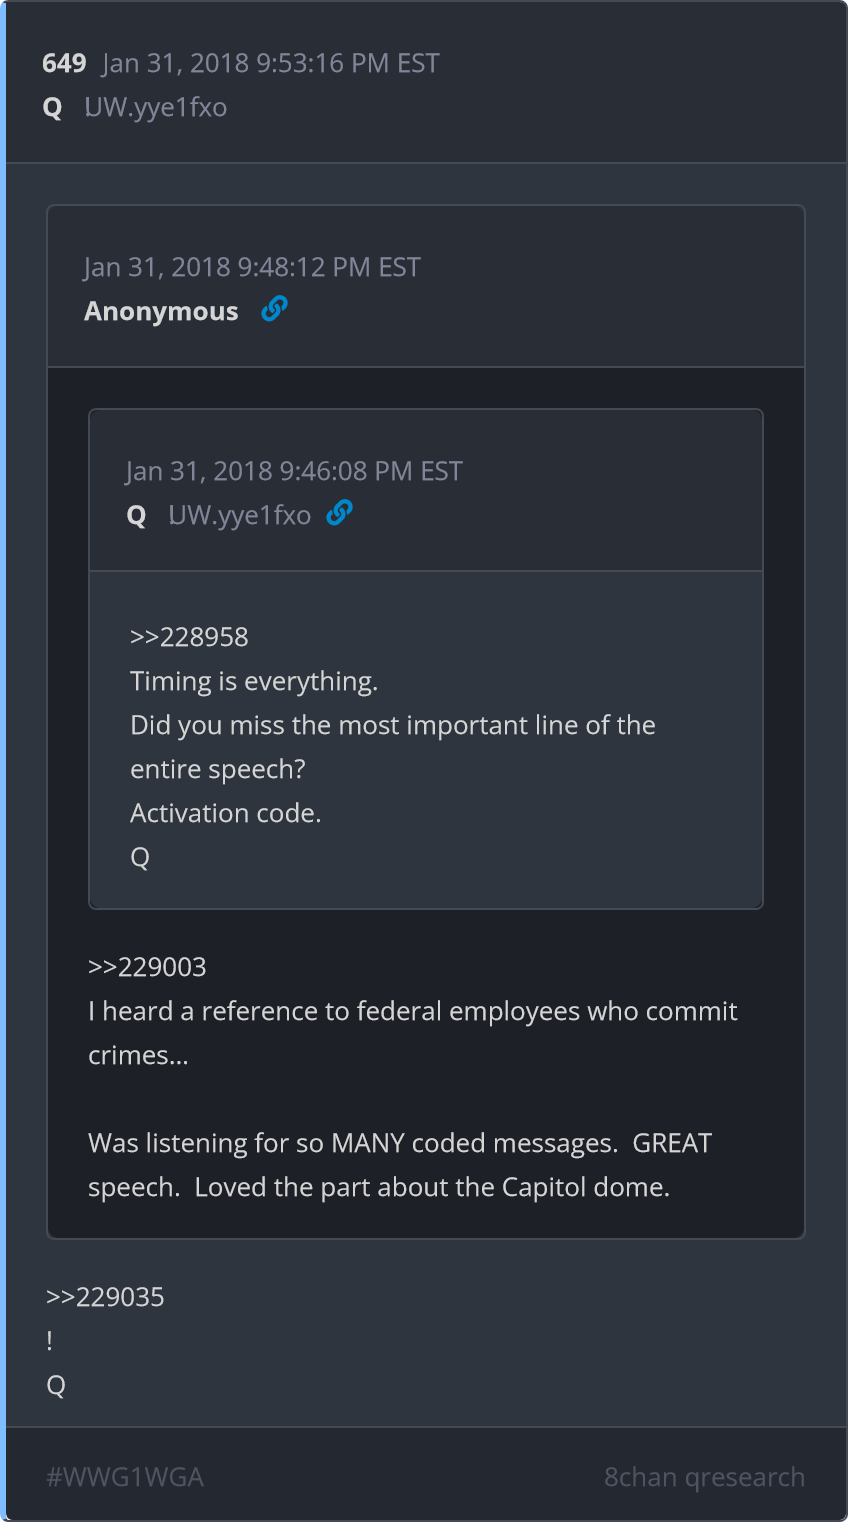 649 Jan 31, 2018 9:53:16 PM EST
Q UW.yye1fxo
Jan 31, 2018 9:48:12 PM EST
Anonymous
Jan 31, 2018 9:46:08 PM EST
Q UW.yye1fxo
>>228958
Timing is everything.
Did you miss the most important line of the
entire speech?
Activation code.
Q
>>229003
I heard a reference to federal employees who commit
crimes...
Was listening for so MANY coded messages.  GREAT
speech.  Loved the part about the Capitol dome.
>>229035
!
Q
#WWG1WGA 8chan qresearch